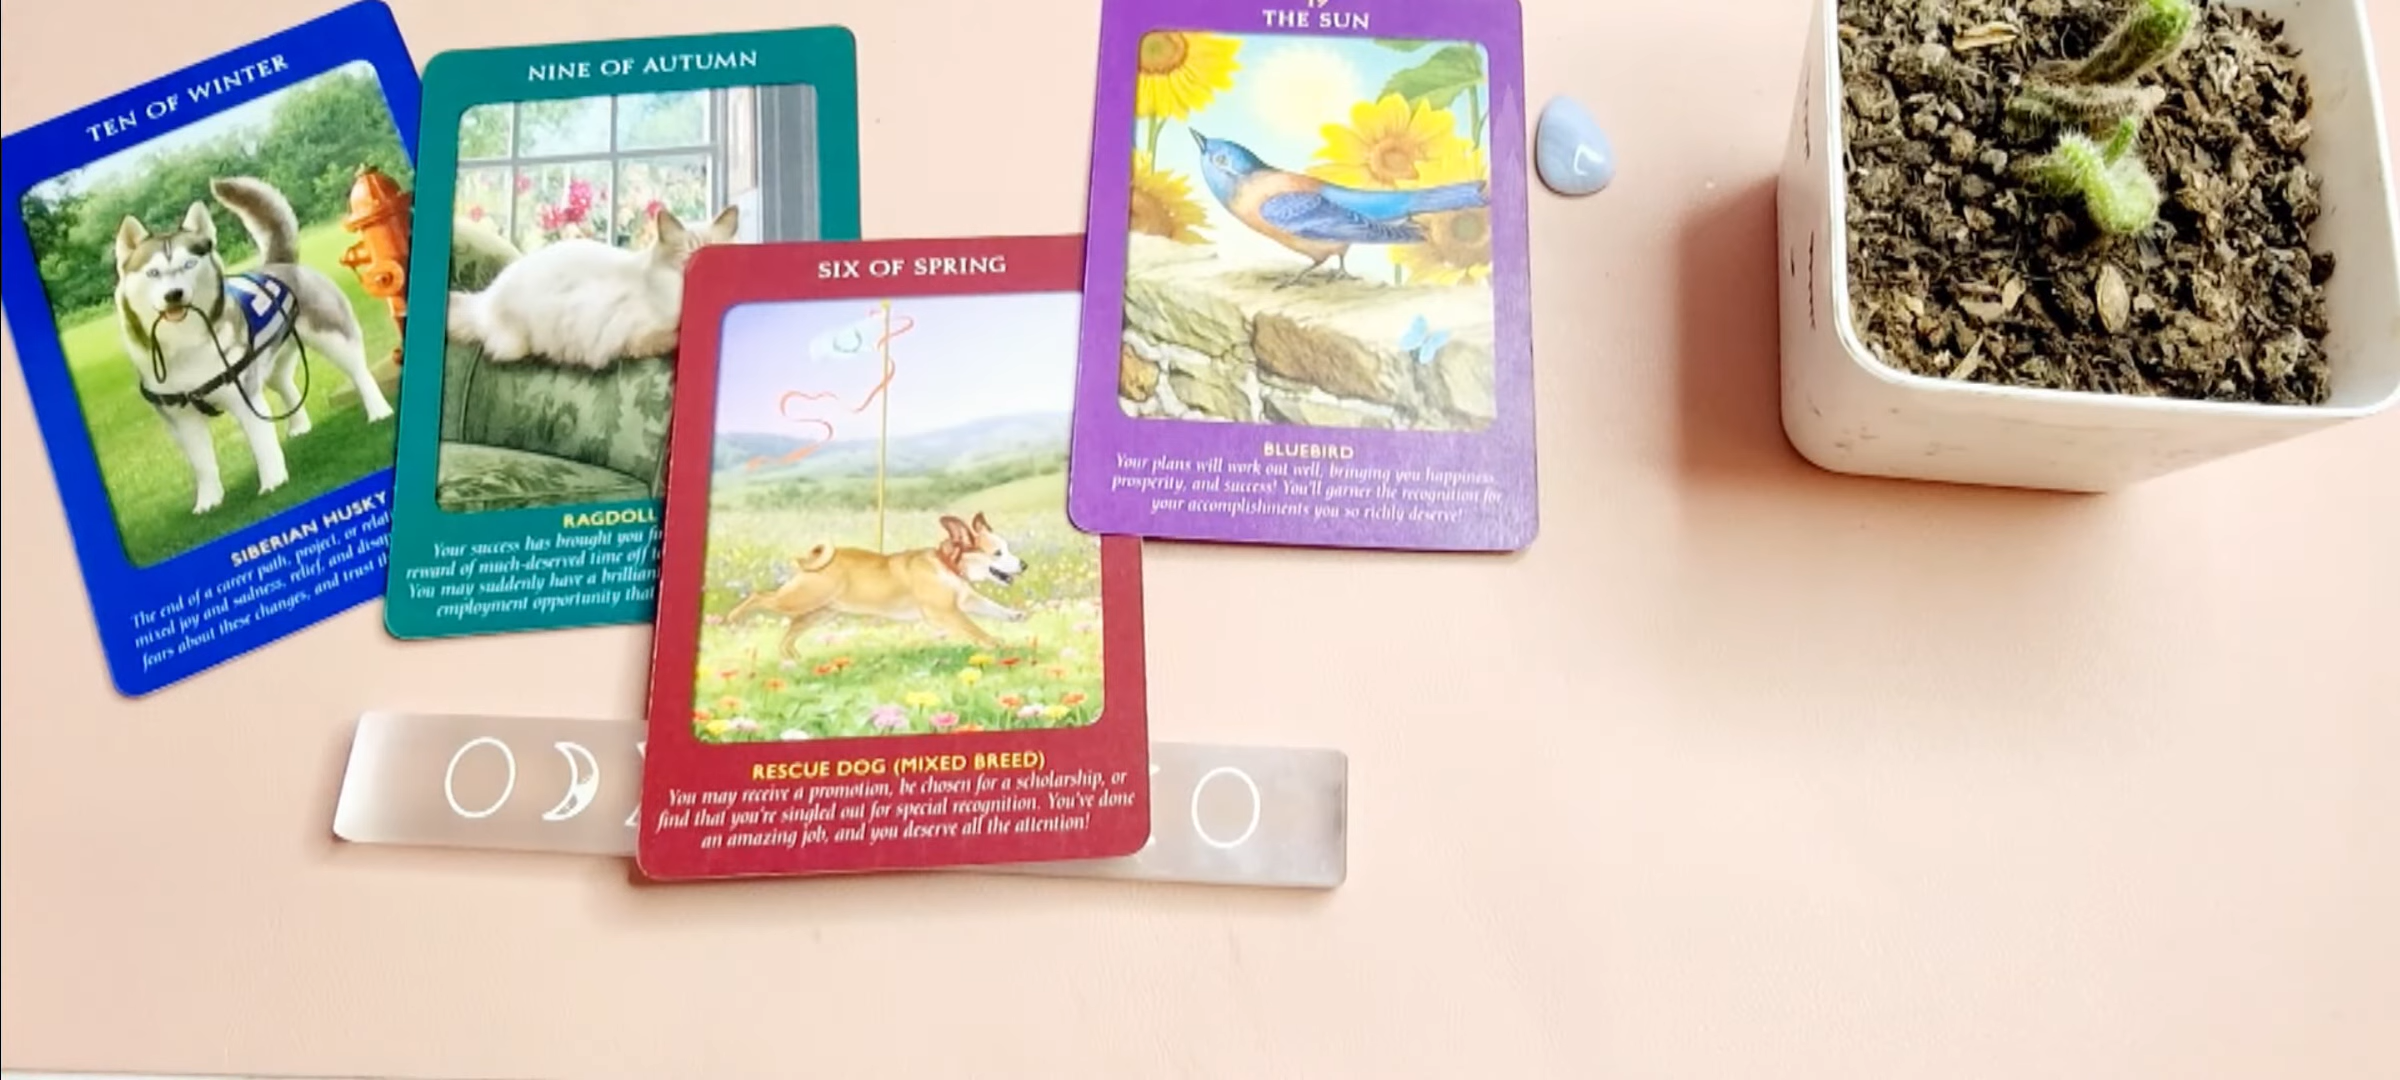 TEN OF WINTER
SIBERIAN HUSKY
The end of a career path, project, or
mixed joy and sadness, relief, and
fears about these changes, and trust
NINE OF AUTUMN
RAGDOLL
Your success has brought you
reward of much-deserved time off
You may suddenly have a brilliant
employment opportunity that
SIX OF SPRING
RESCUE DOG (MIXED BREED)
You may receive a promotion, be chosen for a scholarship, or
find that you're singled out for special recognition. You've done
an amazing job, and you deserve all the attention!
19
THE SUN
BLUEBIRD
Your plans will work out well, bringing you happiness,
prosperity, and success! You'll garner the recognition for
your accomplishments you so richly deserve!